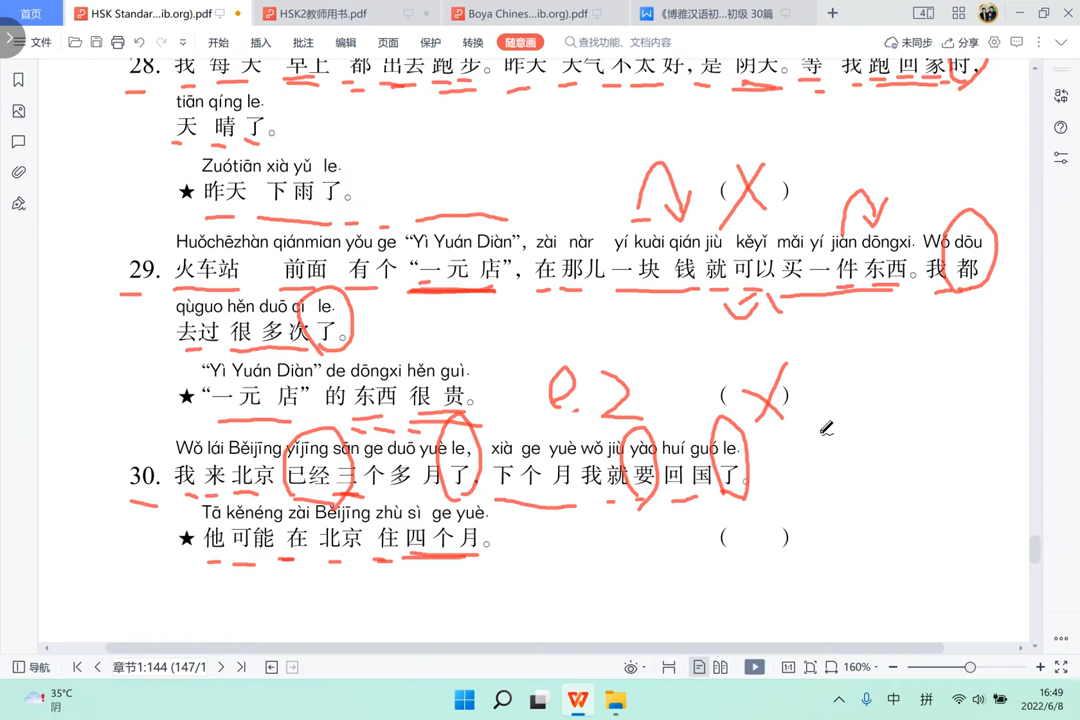 首页 HSK Standar...ib.org).pdf HSK2教师用书.pdf Boya Chines...ib.org).pdf 《博雅汉语初...初级 30篇
文件 开始 插入 批注 编辑 页面 保护 转换 随意画 查找功能、文档内容 未同步 分享
28. 我 每 天 早上 都 出去 跑 步。昨天 天气 不 太 好，是 阴天。等 我 跑 回 家 时，
tiān qíng le.
天 晴 了。
Zuótiān xià yǔ le.
★ 昨天 下 雨 了。 ( X )
Huǒchēzhàn qiánmian yǒu ge “Yì Yuán Diàn”, zài nàr yí kuài qián jiù kěyǐ mǎi yí jiàn dōngxi. Wǒ dōu
29. 火车站 前面 有 个 “一 元 店”，在 那儿 一 块 钱 就 可以 买 一 件 东西。我 都
qùguo hěn duō cì le.
去过 很 多 次 了。
“Yì Yuán Diàn” de dōngxi hěn guì.
★ “一 元 店” 的 东西 很 贵。 e.2 ( X )
Wǒ lái Běijīng yǐjīng sān ge duō yuè le, xià ge yuè wǒ jiù yào huí guó le.
30. 我 来 北京 已经 三 个 多 月 了，下 个 月 我 就 要 回 国 了。
Tā kěnéng zài Běijīng zhù sì ge yuè.
★ 他 可能 在 北京 住 四 个 月。 ( )
导航 章节1:144 (147/1 160%
35°C
阴
中 拼 16:49
2022/6/8